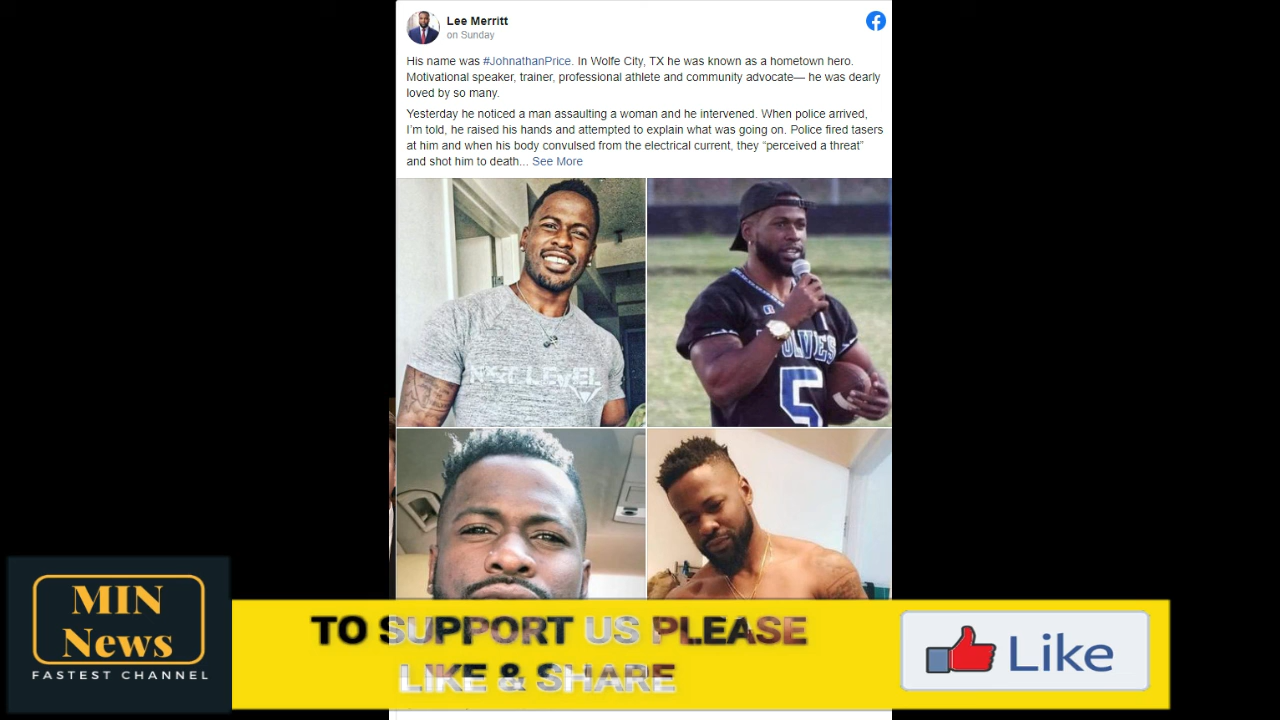 Lee Merritt
on Sunday
His name was #JohnathanPrice. In Wolfe City, TX he was known as a hometown hero.
Motivational speaker, trainer, professional athlete and community advocate— he was dearly
loved by so many.
Yesterday he noticed a man assaulting a woman and he intervened. When police arrived,
I'm told, he raised his hands and attempted to explain what was going on. Police fired tasers
at him and when his body convulsed from the electrical current, they “perceived a threat”
and shot him to death... See More
LEVEL
5
MIN
News
FASTEST CHANNEL
TO SUPPORT US PLEASE
LIKE & SHARE
Like